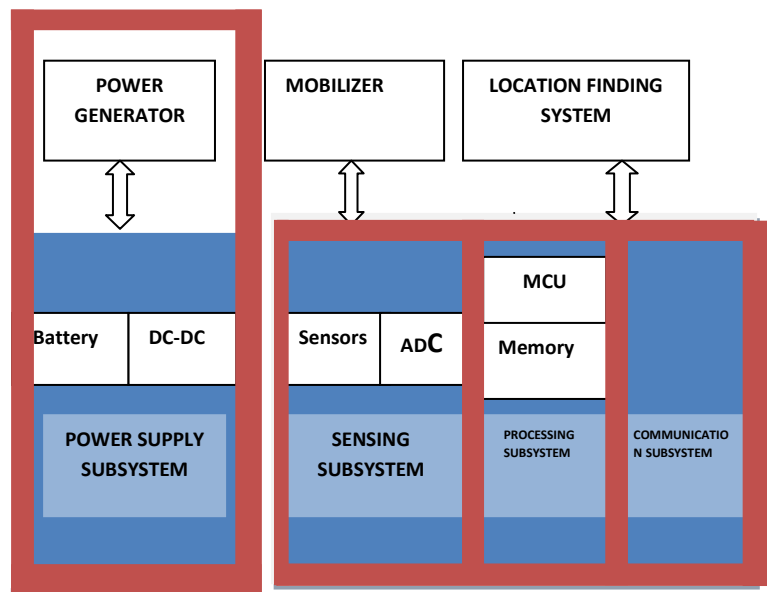 POWER
GENERATOR
MOBILIZER
LOCATION FINDING
SYSTEM
Battery
DC-DC
Sensors
ADC
MCU
Memory
POWER SUPPLY
SUBSYSTEM
SENSING
SUBSYSTEM
PROCESSING
SUBSYSTEM
COMMUNICATIO
N SUBSYSTEM